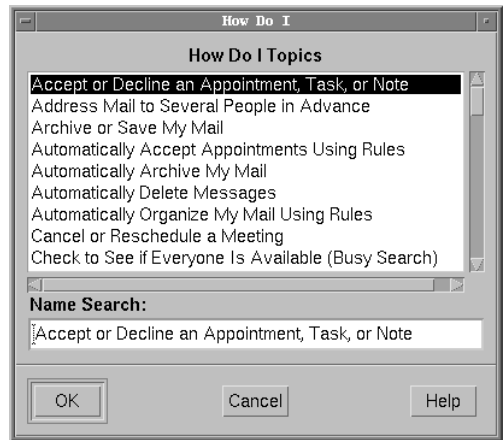 How Do I
How Do I Topics
Accept or Decline an Appointment, Task, or Note
Address Mail to Several People in Advance
Archive or Save My Mail
Automatically Accept Appointments Using Rules
Automatically Archive My Mail
Automatically Delete Messages
Automatically Organize My Mail Using Rules
Cancel or Reschedule a Meeting
Check to See if Everyone Is Available (Busy Search)
Name Search:
Accept or Decline an Appointment, Task, or Note
OK Cancel Help